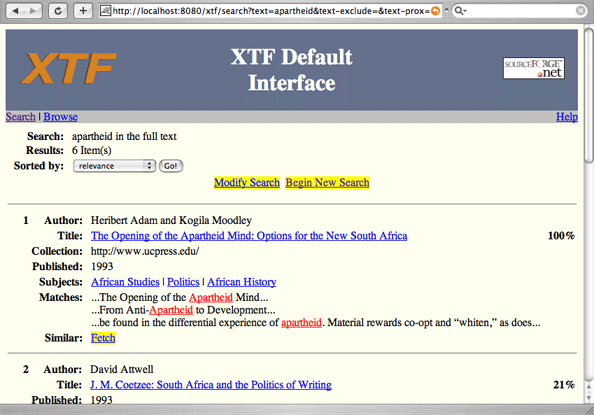 http://localhost:8080/xtf/search?text=apartheid&text-exclude=&text-prox=
XTF
XTF Default
Interface
SOURCEFORGE
.net
Search | Browse
Help
Search: apartheid in the full text
Results: 6 Item(s)
Sorted by: relevance Go!
Modify Search Begin New Search
1 Author: Heribert Adam and Kogila Moodley
Title: The Opening of the Apartheid Mind: Options for the New South Africa 100%
Collection: http://www.ucpress.edu/
Published: 1993
Subjects: African Studies | Politics | African History
Matches: ...The Opening of the Apartheid Mind...
...From Anti-Apartheid to Development...
...be found in the differential experience of apartheid. Material rewards co-opt and “whiten,” as does...
Similar: Fetch
2 Author: David Attwell
Title: J. M. Coetzee: South Africa and the Politics of Writing 21%
Published: 1993